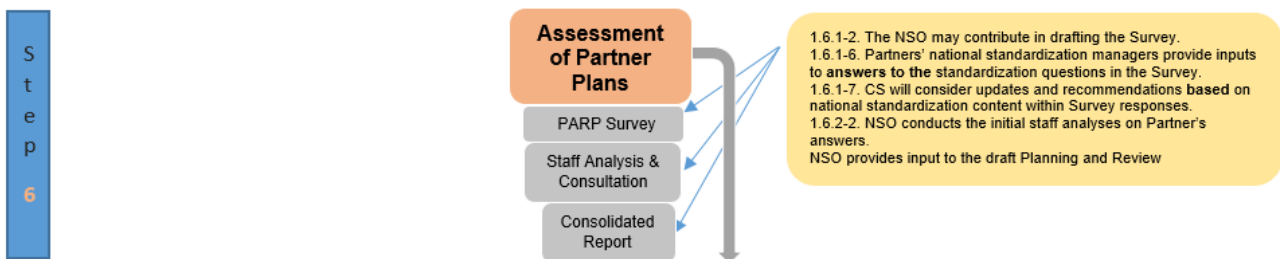 S
t
e
p
6
Assessment
of Partner
Plans
PARP Survey
Staff Analysis &
Consultation
Consolidated
Report
1.6.1-2. The NSO may contribute in drafting the Survey.
1.6.1-6. Partners' national standardization managers provide inputs
to answers to the standardization questions in the Survey.
1.6.1-7. CS will consider updates and recommendations based on
national standardization content within Survey responses.
1.6.2-2. NSO conducts the initial staff analyses on Partner's
answers.
NSO provides input to the draft Planning and Review